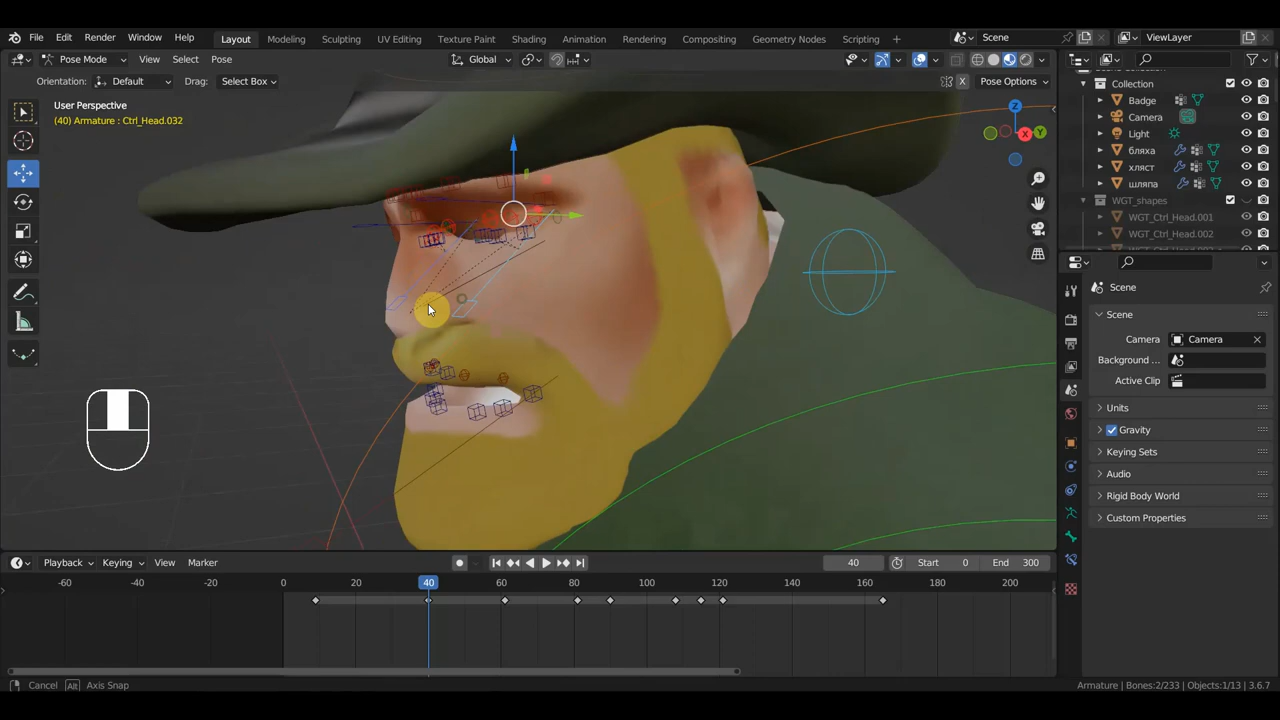 File Edit Render Window Help Layout Modeling Sculpting UV Editing Texture Paint Shading Animation Rendering Compositing Geometry Nodes Scripting + Scene ViewLayer
Pose Mode View Select Pose Global
Orientation: Default Drag: Select Box X Pose Options
User Perspective
(40) Armature : Ctrl_Head.032
Z
X
Y
Collection
Badge
Camera
Light
бляха
хляст
шляпа
WGT_shapes
WGT_Ctrl_Head.001
WGT_Ctrl_Head.002
Scene
Scene
Camera Camera
Background ...
Active Clip
Units
Gravity
Keying Sets
Audio
Rigid Body World
Custom Properties
Playback Keying View Marker 40 Start 0 End 300
-60 -40 -20 0 20 40 60 80 100 120 140 160 180 200
Cancel Alt Axis Snap Armature | Bones:2/233 | Objects:1/13 | 3.6.7